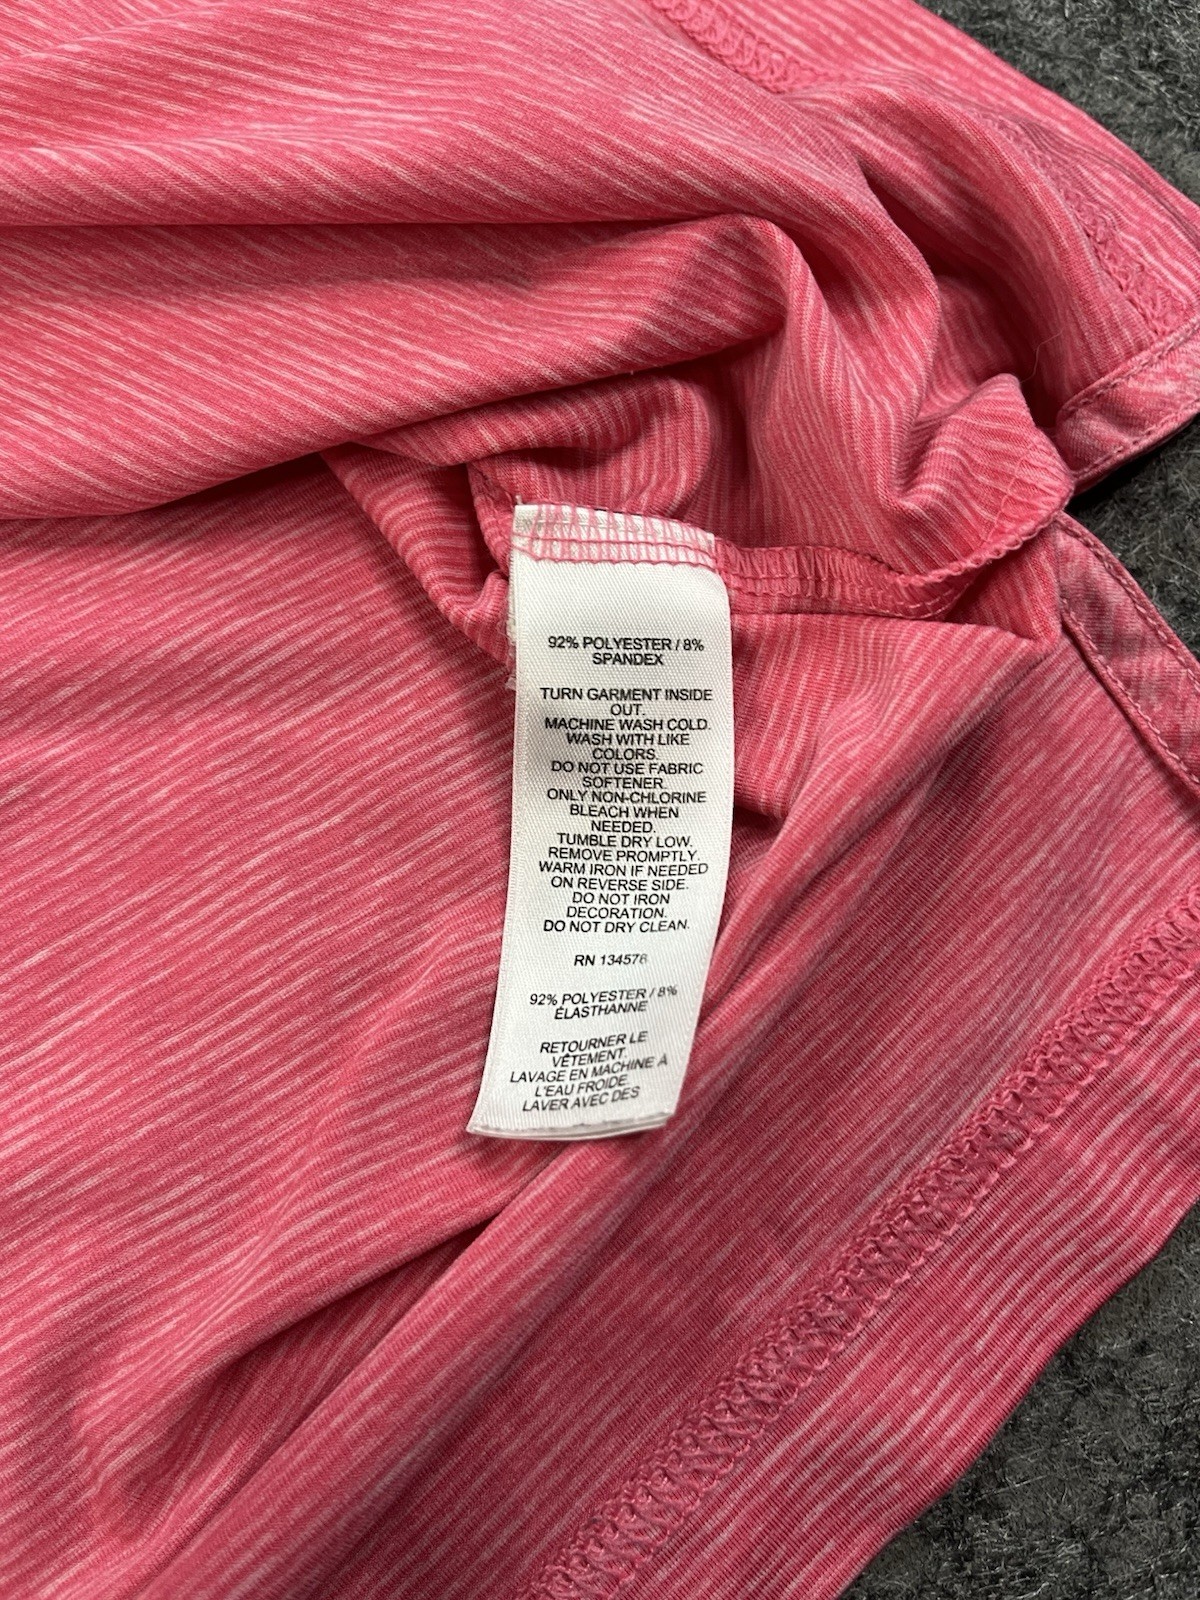 92% POLYESTER / 8%
SPANDEX
TURN GARMENT INSIDE
OUT.
MACHINE WASH COLD.
WASH WITH LIKE
COLORS.
DO NOT USE FABRIC
SOFTENER.
ONLY NON-CHLORINE
BLEACH WHEN
NEEDED.
TUMBLE DRY LOW.
REMOVE PROMPTLY.
WARM IRON IF NEEDED
ON REVERSE SIDE.
DO NOT IRON
DECORATION.
DO NOT DRY CLEAN.
RN 134578
92% POLYESTER / 8%
ÉLASTHANNE
RETOURNER LE
VÊTEMENT.
LAVAGE EN MACHINE À
L'EAU FROIDE.
LAVER AVEC DES